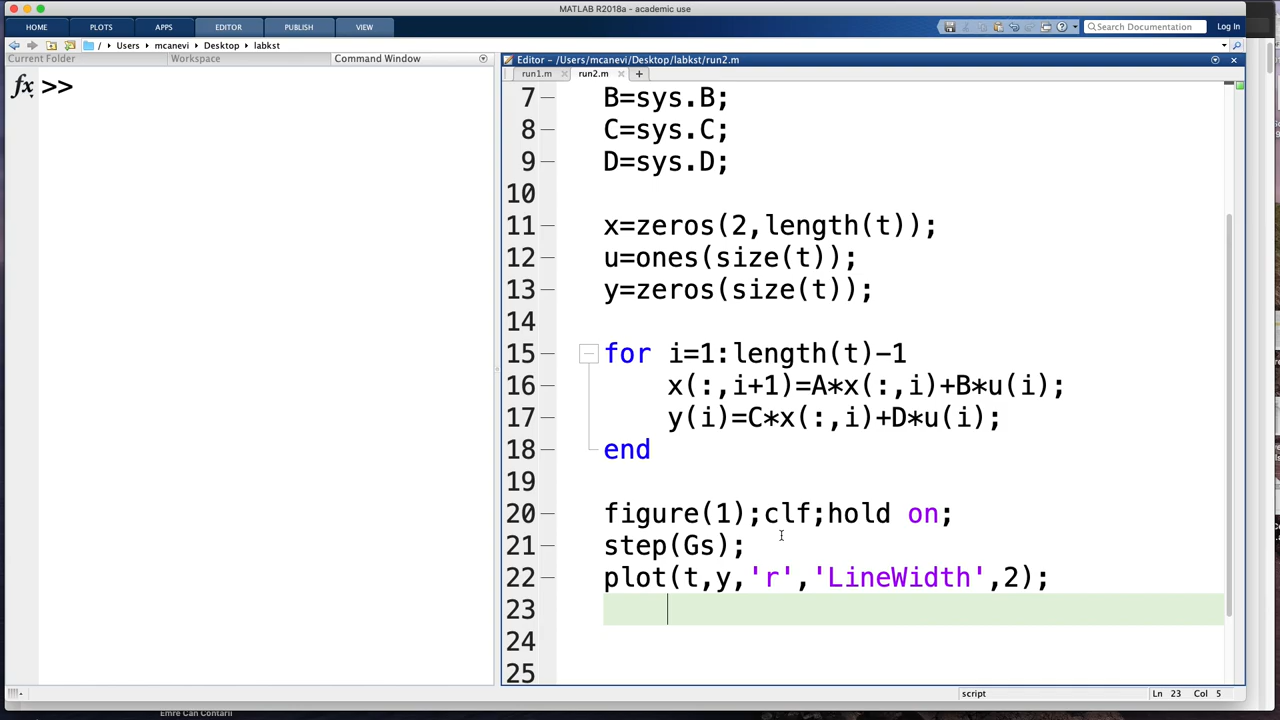 MATLAB R2018a - academic use
HOME PLOTS APPS EDITOR PUBLISH VIEW Search Documentation Log In
/ Users mcanevi Desktop labkst
Current Folder Workspace Command Window
Editor - /Users/mcanevi/Desktop/labkst/run2.m
run1.m run2.m +
fx >>
7 B=sys.B;
8 C=sys.C;
9 D=sys.D;
10
11 x=zeros(2,length(t));
12 u=ones(size(t));
13 y=zeros(size(t));
14
15 for i=1:length(t)-1
16 x(:,i+1)=A*x(:,i)+B*u(i);
17 y(i)=C*x(:,i)+D*u(i);
18 end
19
20 figure(1);clf;hold on;
21 step(Gs);
22 plot(t,y,'r','LineWidth',2);
23
24
25
script Ln 23 Col 5